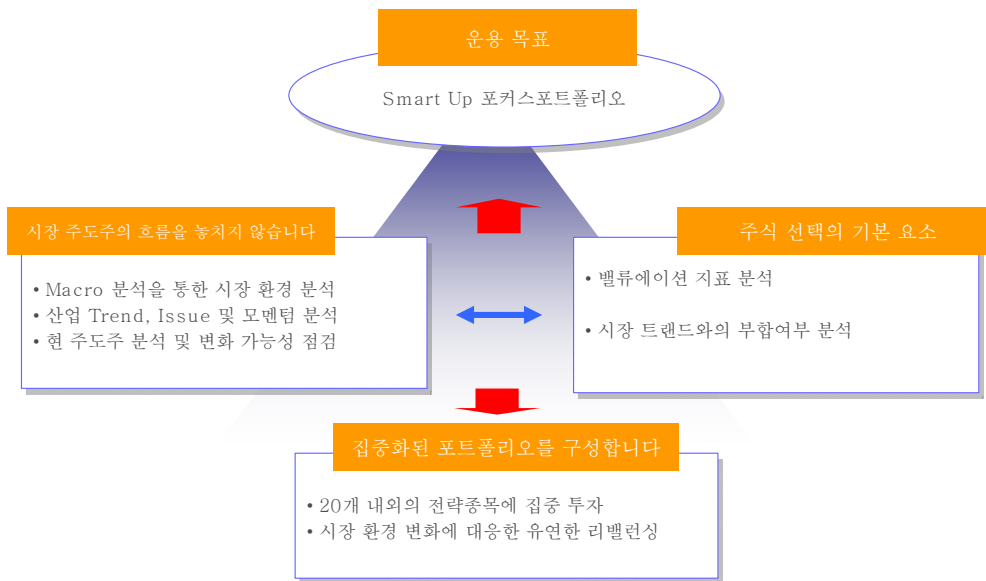 운용 목표
Smart Up 포커스포트폴리오
시장 주도주의 흐름을 놓치지 않습니다
• Macro 분석을 통한 시장 환경 분석
• 산업 Trend, Issue 및 모멘텀 분석
• 현 주도주 분석 및 변화 가능성 점검
주식 선택의 기본 요소
• 밸류에이션 지표 분석
• 시장 트랜드와의 부합여부 분석
집중화된 포트폴리오를 구성합니다
• 20개 내외의 전략종목에 집중 투자
• 시장 환경 변화에 대응한 유연한 리밸런싱